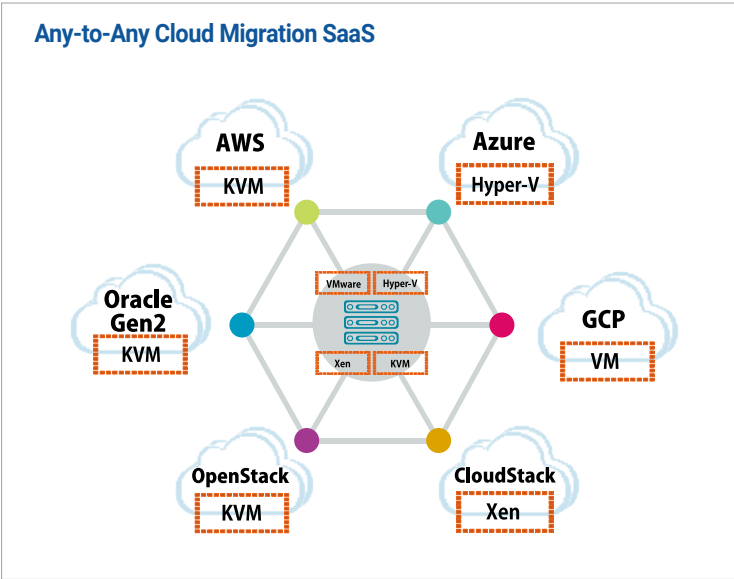 Any-to-Any Cloud Migration SaaS
AWS
KVM
Azure
Hyper-V
VMware
Hyper-V
Oracle
Gen2
KVM
GCP
VM
Xen
KVM
OpenStack
KVM
CloudStack
Xen